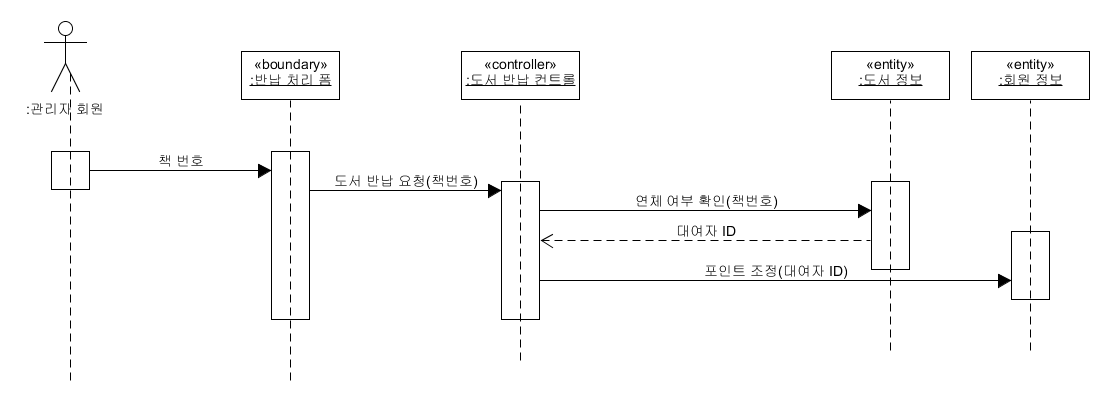 :관리자 회원
«boundary»
:반납 처리 폼
«controller»
:도서 반납 컨트롤
«entity»
:도서 정보
«entity»
:회원 정보
책 번호
도서 반납 요청(책번호)
연체 여부 확인(책번호)
대여자 ID
포인트 조정(대여자 ID)